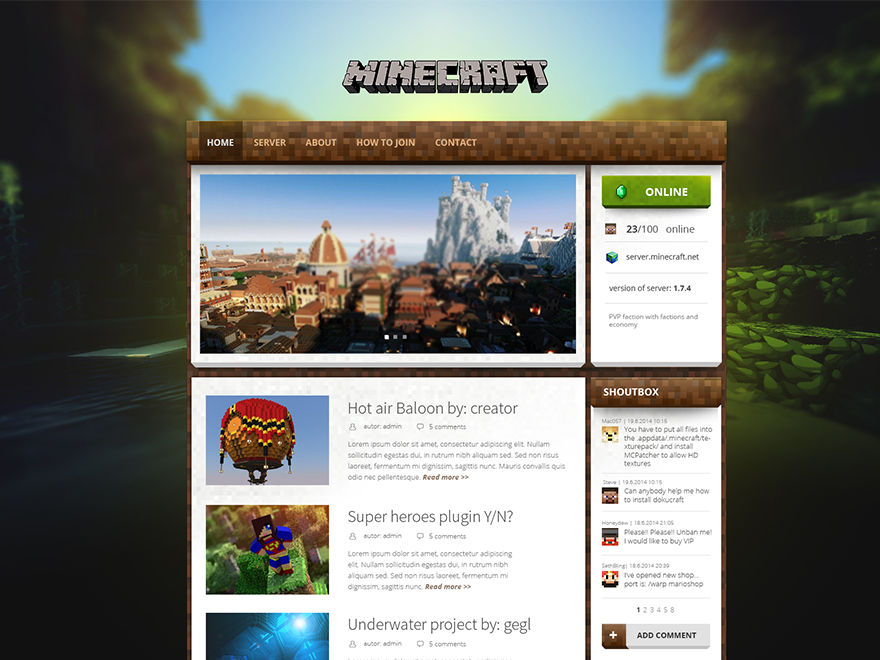 MINECRAFT
HOME SERVER ABOUT HOW TO JOIN CONTACT
ONLINE
23/100 online
server.minecraft.net
version of server: 1.7.4
PVP faction with factions and
economy
Hot air Baloon by: creator
autor: admin 5 comments
Lorem ipsum dolor sit amet, consectetur adipiscing elit. Nullam
sollicitudin egestas dui, in rutrum nibh aliquam sed. Sed non risus
laoreet, fermentum mi dignissim, sagittis nunc. Mauris convallis quis
odio nec pellentesque. Read more >>
Super heroes plugin Y/N?
autor: admin 5 comments
Lorem ipsum dolor sit amet, consectetur adipiscing
elit. Nullam sollicitudin egestas dui, in rutrum nibh
aliquam sed. Sed non risus laoreet, fermentum mi
dignissim, sagittis nunc. Read more >>
Underwater project by: gegl
autor: admin 5 comments
SHOUTBOX
Mac057 | 19.6.2014 10:15
You have to put all files into
the .appdata/.minecraft/te-
xturepack/ and install
MCPatcher to allow HD
textures
Steve | 19.6.2014 10:15
Can anybody help me how
to install dokucraft
Honeydew | 18.6.2014 21:05
Please!! Please!! Unban me!
I would like to buy VIP
SethBling | 18.6.2014 20:39
I've opened new shop...
port is: /warp marioshop
1 2 3 4 5 8
+ ADD COMMENT